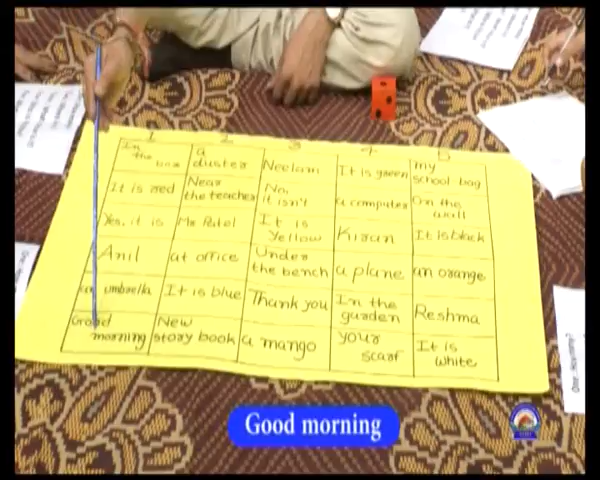 1 2 3 4 5
In the box
a duster
Neelam
It is green
my school bag
It is red
Near the teacher
No, it isn't
a computer
On the wall
Yes, it is
Mr Patel
It is Yellow
Kiran
It is black
Anil
at office
Under the bench
a plane
an orange
an umbrella
It is blue
Thank you
In the garden
Reshma
Good morning
New story book
a mango
your scarf
It is white
Good morning